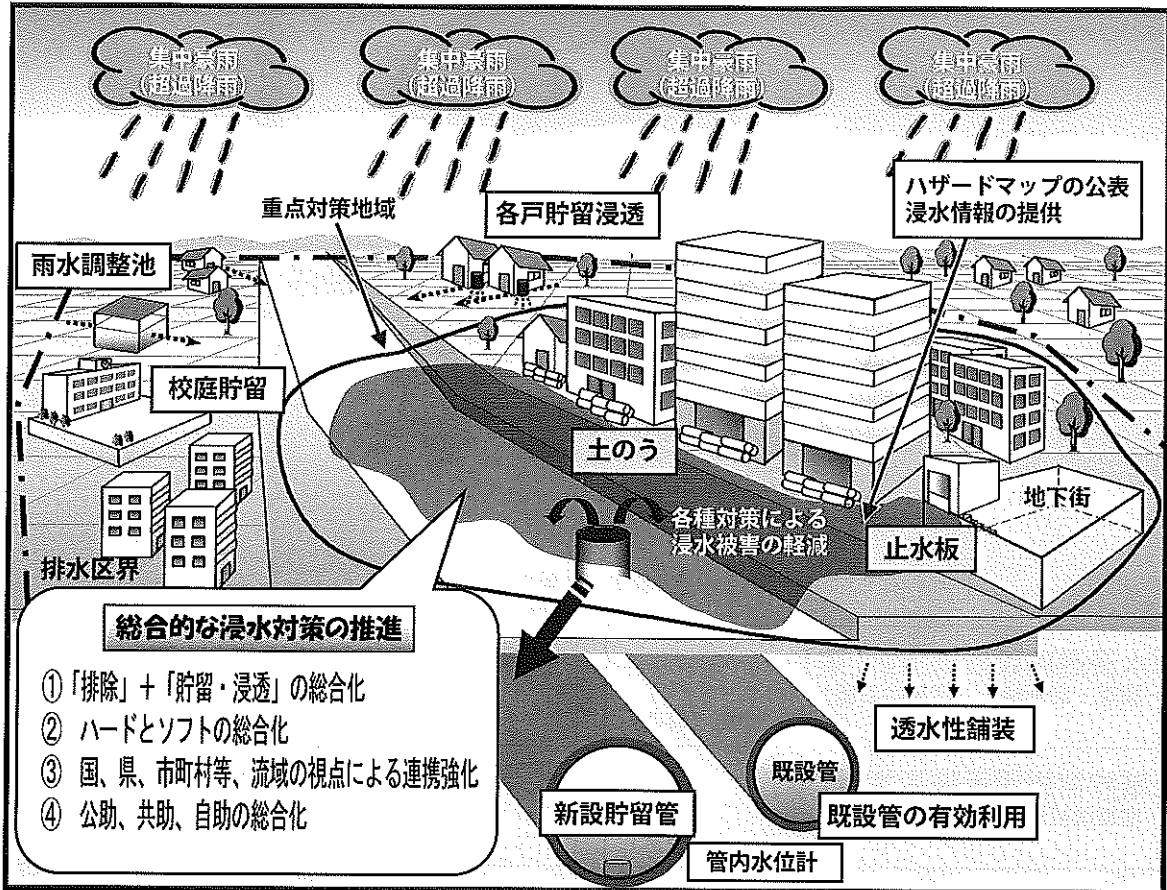 集中豪雨
(超過降雨)
集中豪雨
(超過降雨)
集中豪雨
(超過降雨)
集中豪雨
(超過降雨)
ハザードマップの公表
浸水情報の提供
重点対策地域
各戸貯留浸透
雨水調整池
校庭貯留
土のう
地下街
各種対策による
浸水被害の軽減
止水板
排水区界
総合的な浸水対策の推進
①「排除」+「貯留・浸透」の総合化
② ハードとソフトの総合化
③ 国、県、市町村等、流域の視点による連携強化
④ 公助、共助、自助の総合化
透水性舗装
既設管
新設貯留管
既設管の有効利用
管内水位計